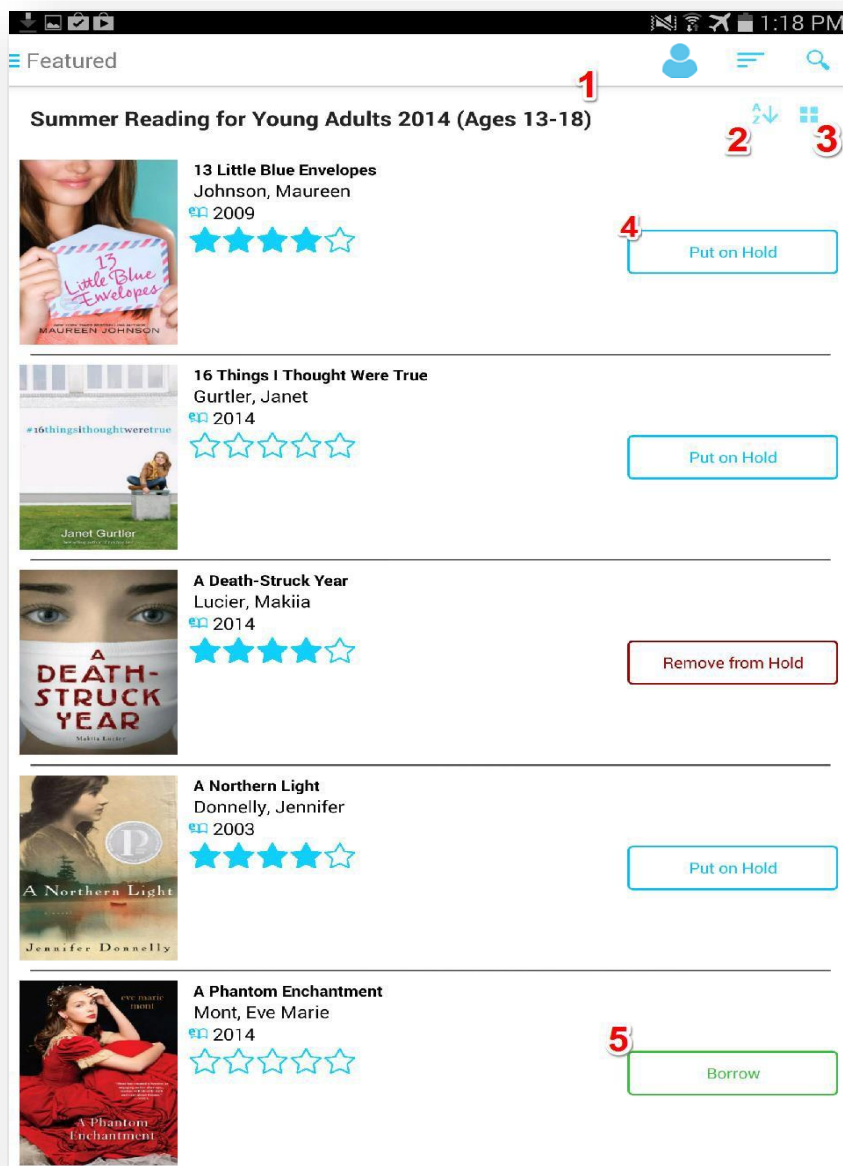 1:18 PM
Featured
1
Summer Reading for Young Adults 2014 (Ages 13-18)
A
Z
2
3
13 Little Blue Envelopes
Johnson, Maureen
2009
4
Put on Hold
13
Little Blue
Envelopes
MAUREEN JOHNSON
16 Things I Thought Were True
Gurtler, Janet
2014
Put on Hold
#16thingsithoughtweretrue
Janet Gurtler
A Death-Struck Year
Lucier, Makiia
2014
Remove from Hold
A
DEATH-
STRUCK
YEAR
Makiia Lucier
A Northern Light
Donnelly, Jennifer
2003
Put on Hold
P
A Northern Light
Jennifer Donnelly
A Phantom Enchantment
Mont, Eve Marie
2014
5
Borrow
eve marie
mont
A Phantom
Enchantment